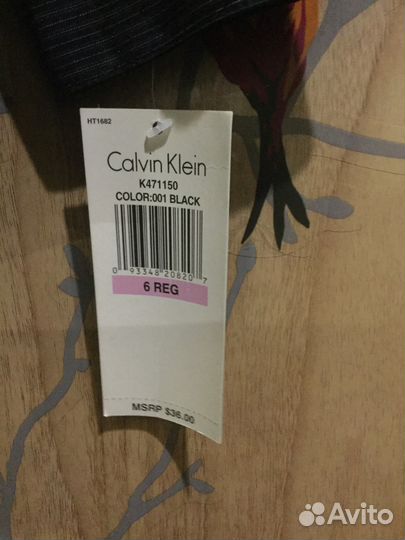 HT1682
Calvin Klein
K471150
COLOR:001 BLACK
0 93348 20820 7
6 REG
MSRP $36.00
Avito